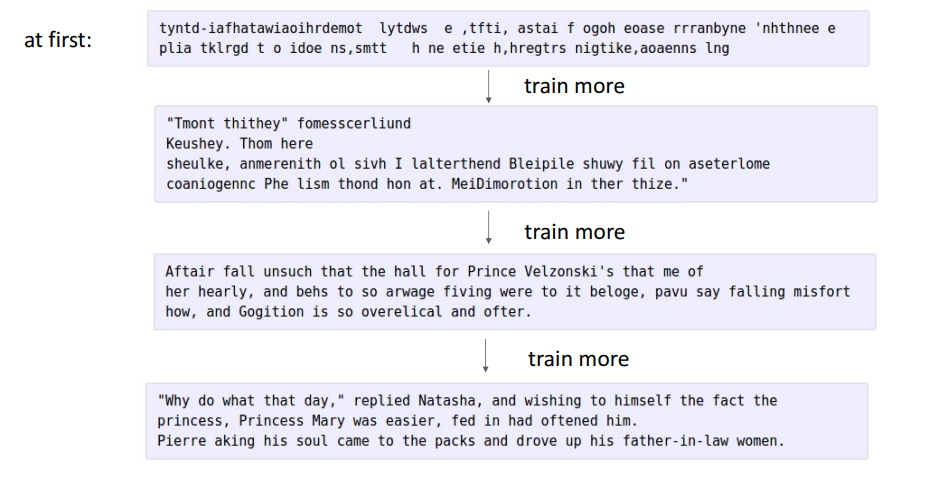 at first:
tyntd-iafhatawiaoihrdemot  lytdws  e ,tfti, astai f ogoh eoase rrranbyne 'nhthnee e
plia tklrgd t o idoe ns,smtt   h ne etie h,hregtrs nigtike,aoaenns lng
train more
"Tmont thithey" fomesscerliund
Keushey. Thom here
sheulke, anmerenith ol sivh I lalterthend Bleipile shuwy fil on aseterlome
coaniogennc Phe lism thond hon at. MeiDimorotion in ther thize."
train more
Aftair fall unsuch that the hall for Prince Velzonski's that me of
her hearly, and behs to so arwage fiving were to it beloge, pavu say falling misfort
how, and Gogition is so overelical and ofter.
train more
"Why do what that day," replied Natasha, and wishing to himself the fact the
princess, Princess Mary was easier, fed in had oftened him.
Pierre aking his soul came to the packs and drove up his father-in-law women.